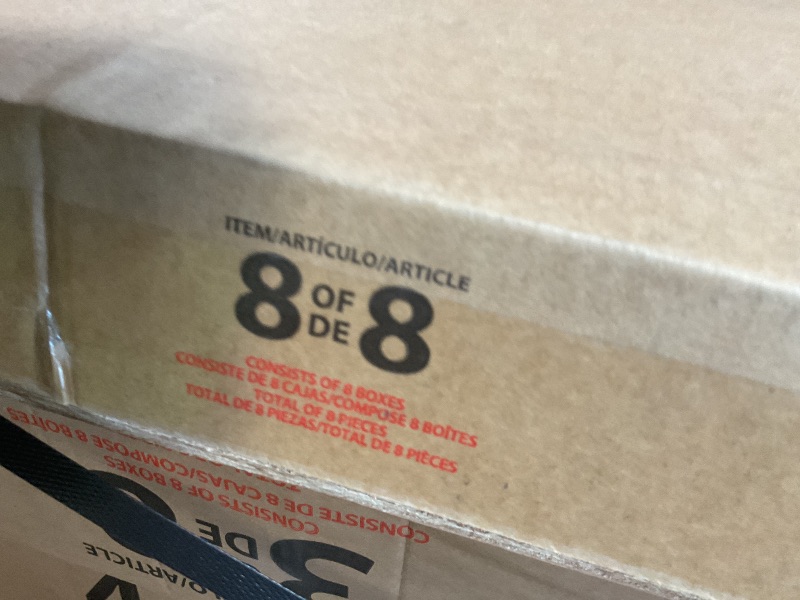 ITEM/ARTÍCULO/ARTICLE
8 OF DE 8
CONSISTS OF 8 BOXES
CONSISTE DE 8 CAJAS/COMPOSE 8 BOÎTES
TOTAL OF 8 PIECES
TOTAL DE 8 PIEZAS/TOTAL DE 8 PIÈCES
CONSISTE DE 8 CAJAS/COMPOSE 8 BOÎTES
CONSISTS OF 8 BOXES
3 DE
LO/ARTICLE